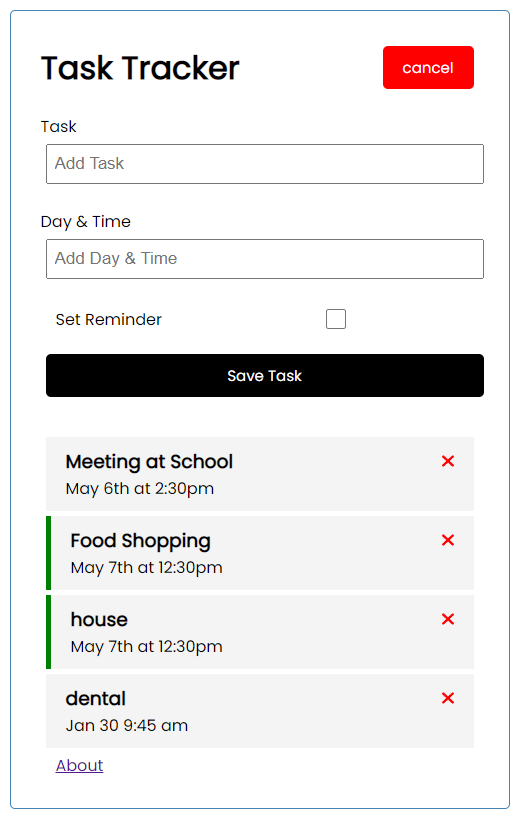 Task Tracker
cancel
Task
Add Task
Day & Time
Add Day & Time
Set Reminder
Save Task
Meeting at School
May 6th at 2:30pm
Food Shopping
May 7th at 12:30pm
house
May 7th at 12:30pm
dental
Jan 30 9:45 am
About